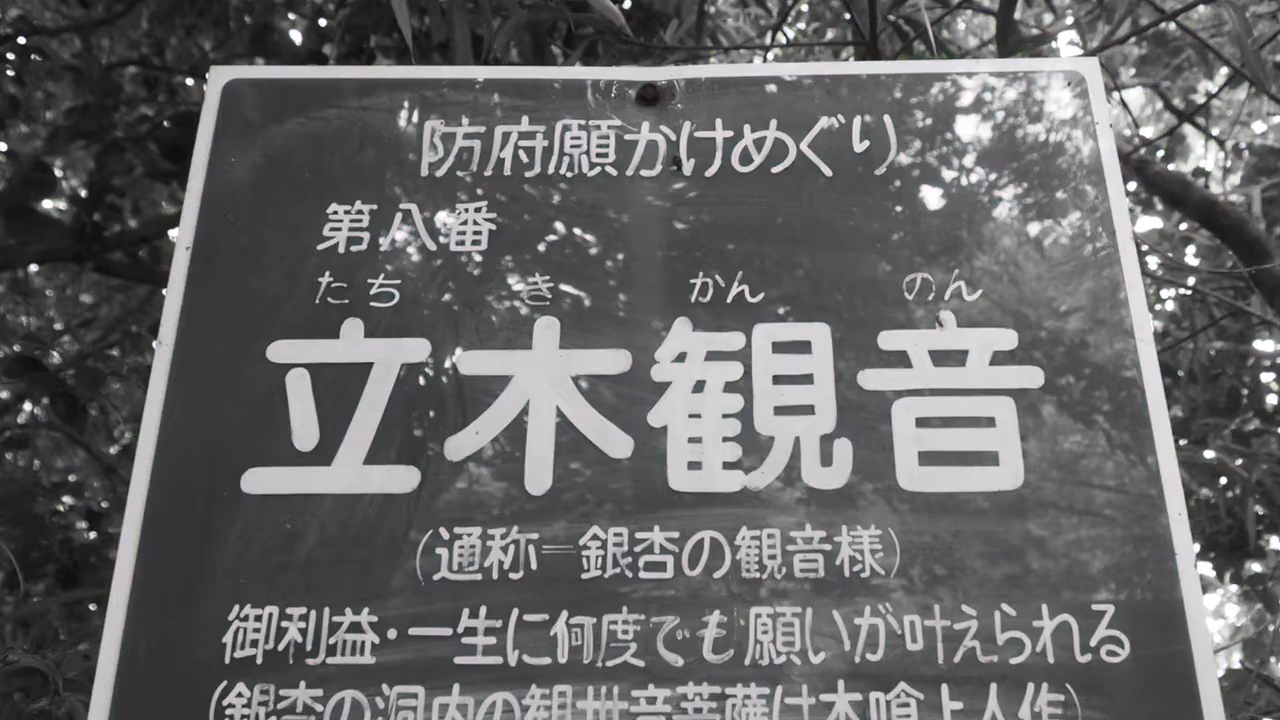 防府願かけめぐり
第八番
たち き かん のん
立木観音
(通称=銀杏の観音様)
御利益・一生に何度でも願いが叶えられる
(銀杏の洞内の観世音菩薩は木喰上人作)